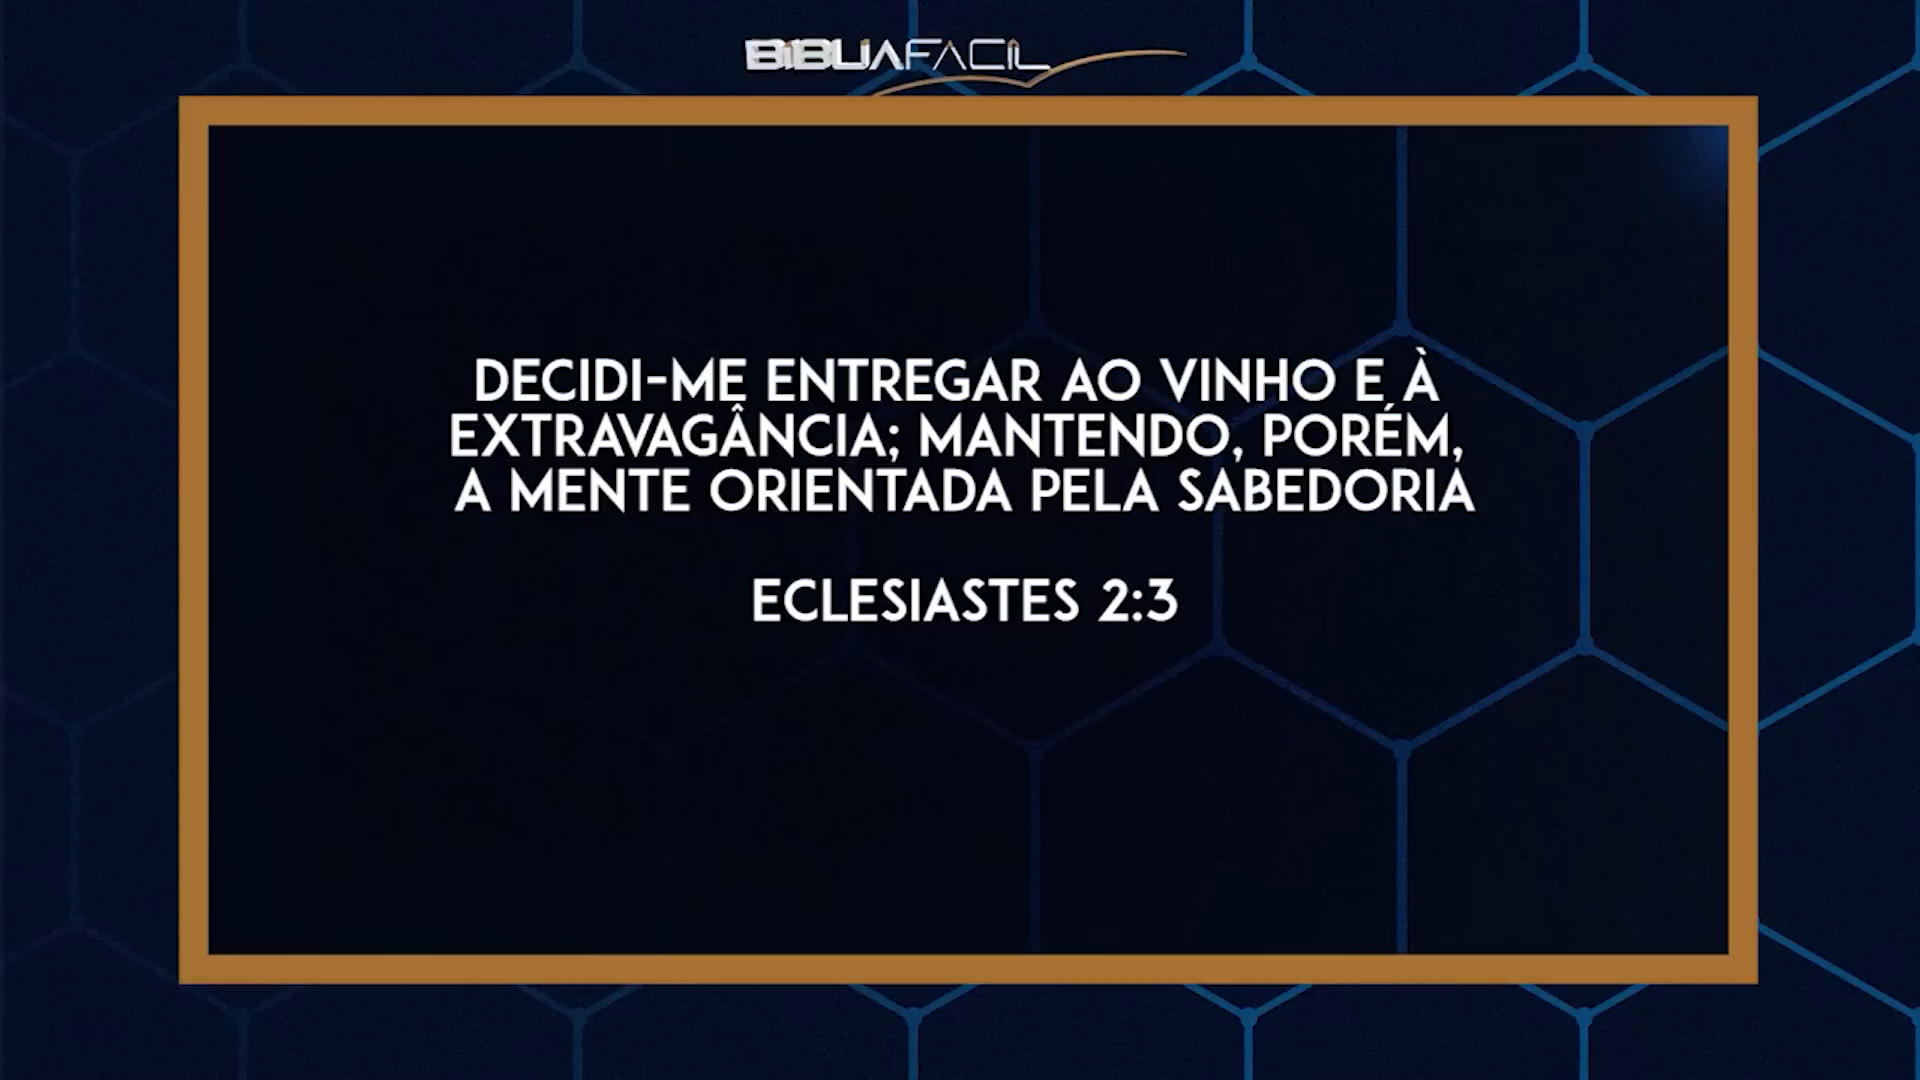 BIBLIAFACIL
DECIDI-ME ENTREGAR AO VINHO E À
EXTRAVAGÂNCIA; MANTENDO, PORÉM,
A MENTE ORIENTADA PELA SABEDORIA
ECLESIASTES 2:3